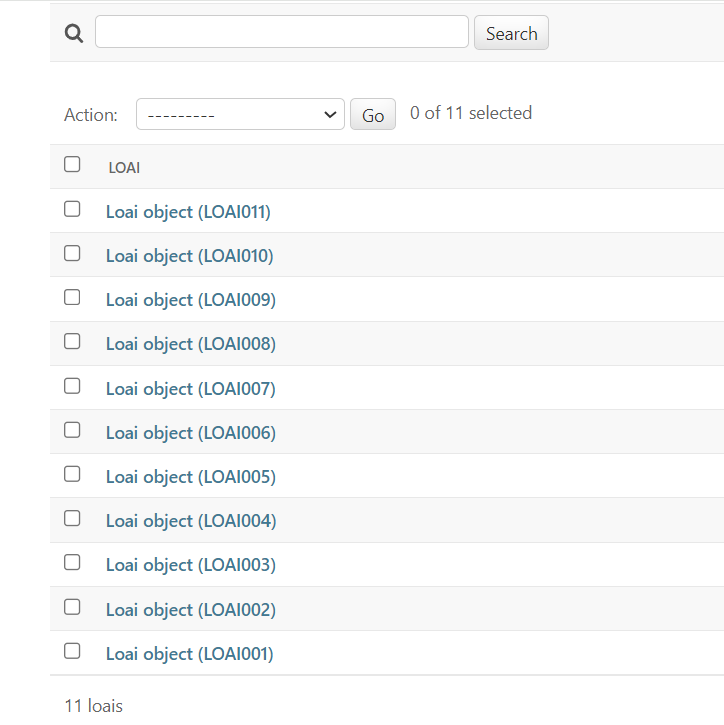 Search
Action: --------- Go 0 of 11 selected
LOAI
Loai object (LOAI011)
Loai object (LOAI010)
Loai object (LOAI009)
Loai object (LOAI008)
Loai object (LOAI007)
Loai object (LOAI006)
Loai object (LOAI005)
Loai object (LOAI004)
Loai object (LOAI003)
Loai object (LOAI002)
Loai object (LOAI001)
11 loais